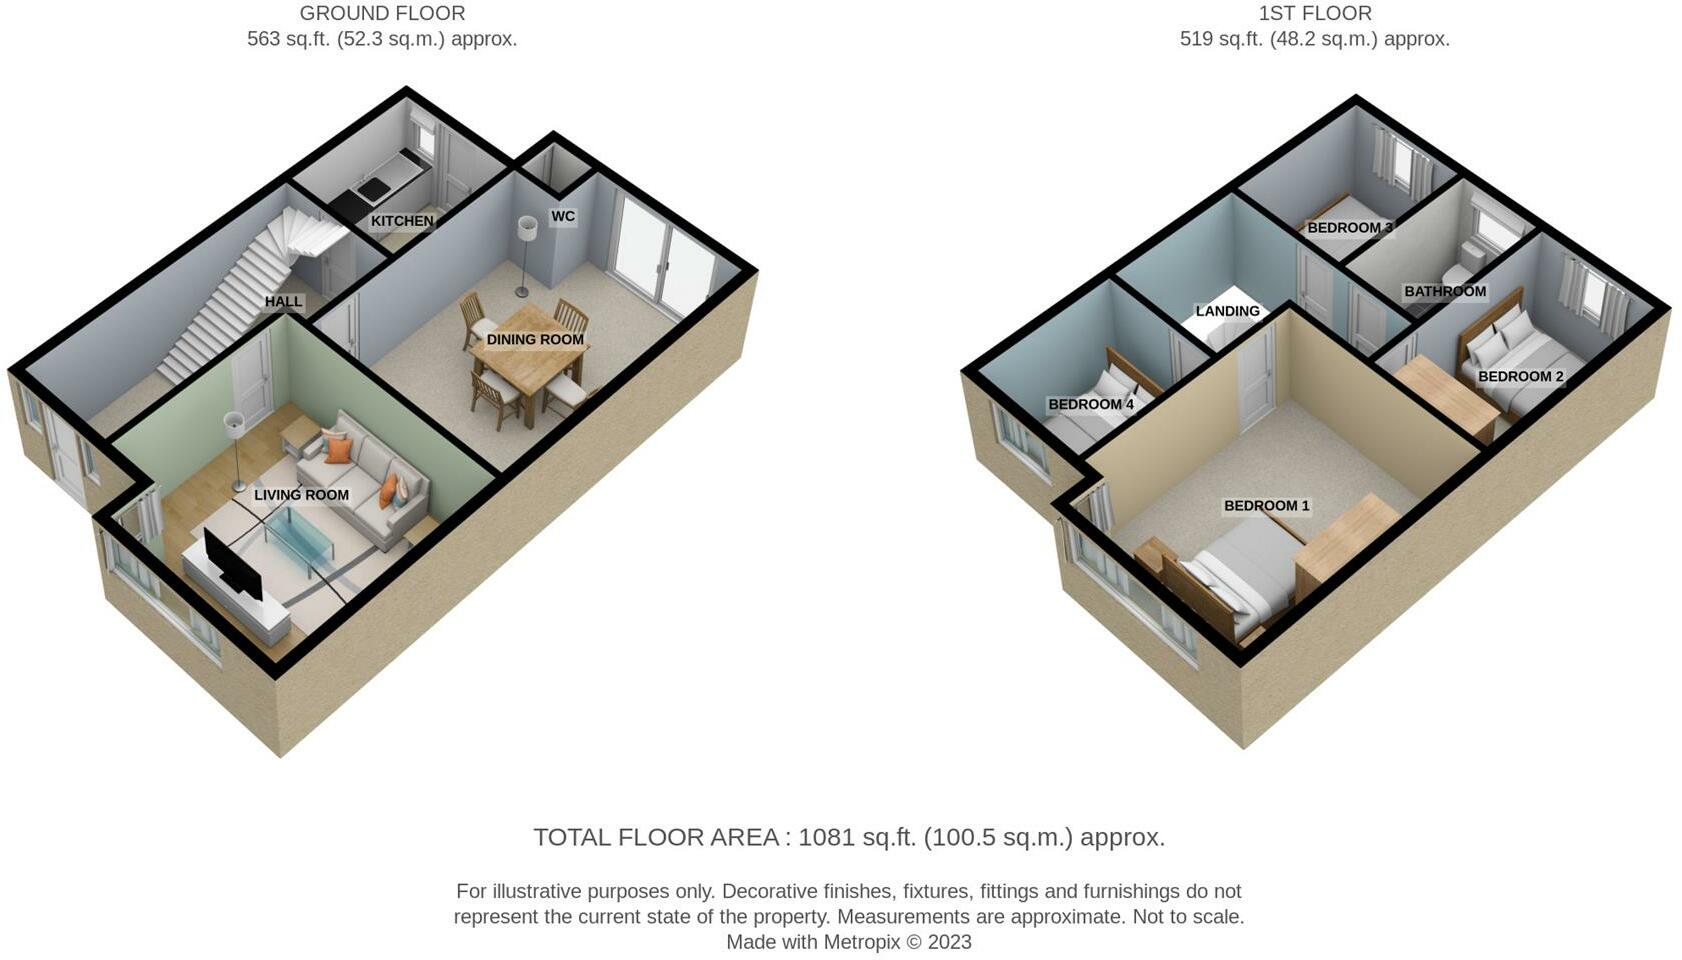 GROUND FLOOR
563 sq.ft. (52.3 sq.m.) approx.
1ST FLOOR
519 sq.ft. (48.2 sq.m.) approx.
KITCHEN
WC
HALL
DINING ROOM
LIVING ROOM
BEDROOM 3
BATHROOM
LANDING
BEDROOM 2
BEDROOM 4
BEDROOM 1
TOTAL FLOOR AREA : 1081 sq.ft. (100.5 sq.m.) approx.
For illustrative purposes only. Decorative finishes, fixtures, fittings and furnishings do not
represent the current state of the property. Measurements are approximate. Not to scale.
Made with Metropix © 2023